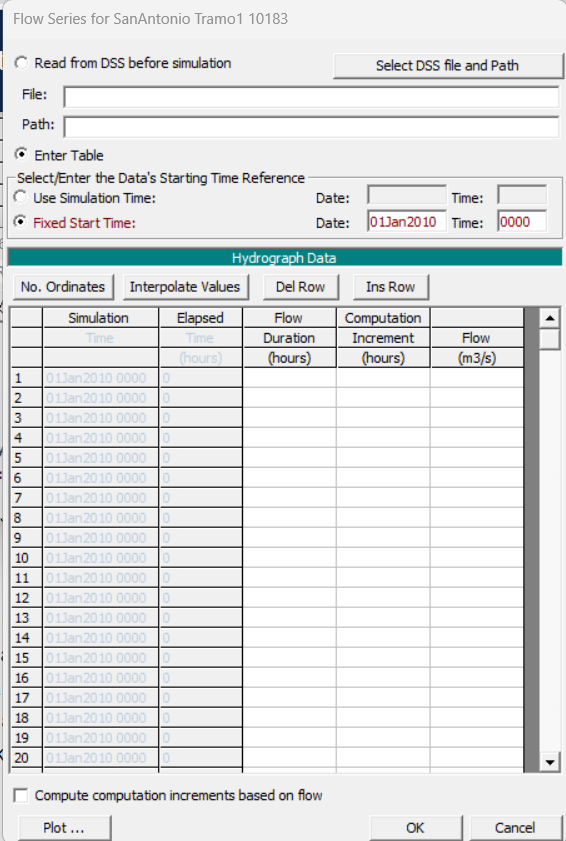 Flow Series for SanAntonio Tramo1 10183
Read from DSS before simulation
Select DSS file and Path
File:
Path:
Enter Table
Select/Enter the Data's Starting Time Reference
Use Simulation Time: Date: Time:
Fixed Start Time: Date: 01Jan2010 Time: 0000
Hydrograph Data
No. Ordinates Interpolate Values Del Row Ins Row
Simulation Elapsed Flow Computation
Time Time Duration Increment Flow
(hours) (hours) (hours) (m3/s)
1 01Jan2010 0000 0
2 01Jan2010 0000 0
3 01Jan2010 0000 0
4 01Jan2010 0000 0
5 01Jan2010 0000 0
6 01Jan2010 0000 0
7 01Jan2010 0000 0
8 01Jan2010 0000 0
9 01Jan2010 0000 0
10 01Jan2010 0000 0
11 01Jan2010 0000 0
12 01Jan2010 0000 0
13 01Jan2010 0000 0
14 01Jan2010 0000 0
15 01Jan2010 0000 0
16 01Jan2010 0000 0
17 01Jan2010 0000 0
18 01Jan2010 0000 0
19 01Jan2010 0000 0
20 01Jan2010 0000 0
Compute computation increments based on flow
Plot ... OK Cancel